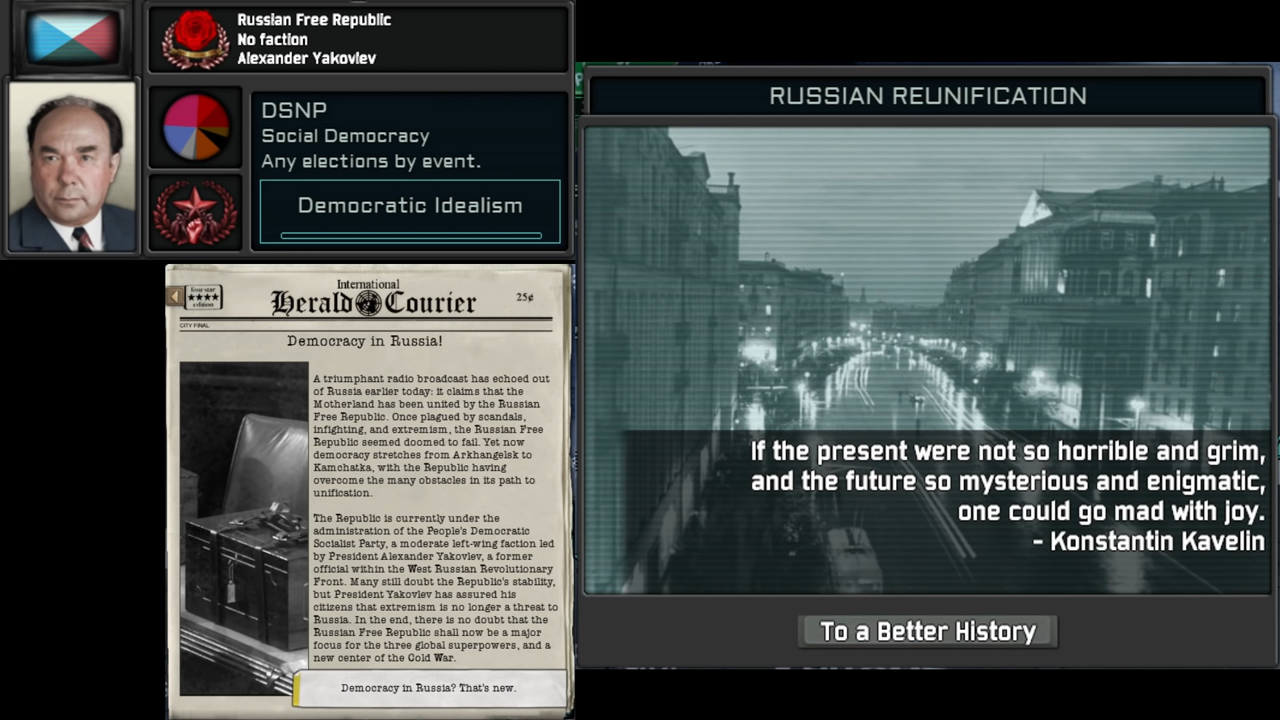 Russian Free Republic
No faction
Alexander Yakovlev
DSNP
Social Democracy
Any elections by event.
Democratic Idealism
four star
★★★★
edition
International
Herald Courier
25¢
CITY FINAL
Democracy in Russia!
A triumphant radio broadcast has echoed out
of Russia earlier today: it claims that the
Motherland has been united by the Russian
Free Republic. Once plagued by scandals,
infighting, and extremism, the Russian Free
Republic seemed doomed to fail. Yet now
democracy stretches from Arkhangelsk to
Kamchatka, with the Republic having
overcome the many obstacles in its path to
unification.
The Republic is currently under the
administration of the People's Democratic
Socialist Party, a moderate left-wing faction led
by President Alexander Yakovlev, a former
official within the West Russian Revolutionary
Front. Many still doubt the Republic's stability,
but President Yakovlev has assured his
citizens that extremism is no longer a threat to
Russia. In the end, there is no doubt that the
Russian Free Republic shall now be a major
focus for the three global superpowers, and a
new center of the Cold War.
Democracy in Russia? That's new.
RUSSIAN REUNIFICATION
If the present were not so horrible and grim,
and the future so mysterious and enigmatic,
one could go mad with joy.
- Konstantin Kavelin
To a Better History